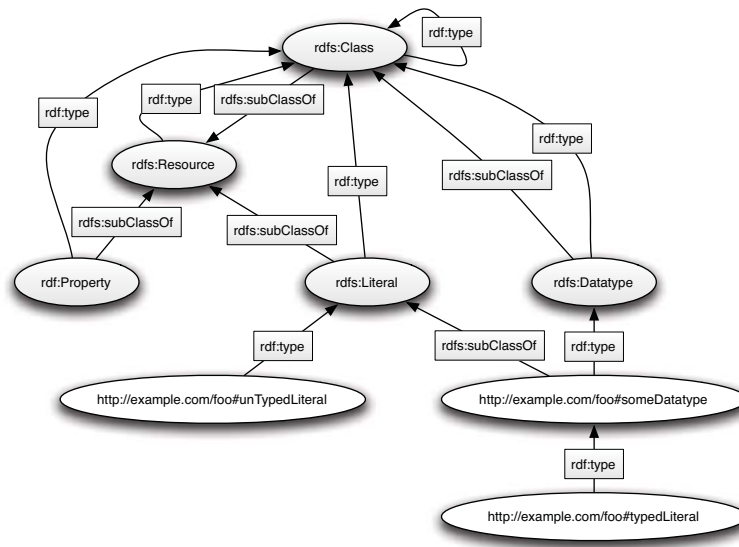 rdf:type
rdfs:Class
rdf:type
rdf:type
rdfs:subClassOf
rdf:type
rdfs:Resource
rdf:type
rdfs:subClassOf
rdf:type
rdfs:subClassOf
rdfs:subClassOf
rdf:Property
rdfs:Literal
rdfs:Datatype
rdf:type
rdfs:subClassOf
rdf:type
http://example.com/foo#unTypedLiteral
http://example.com/foo#someDatatype
rdf:type
http://example.com/foo#typedLiteral